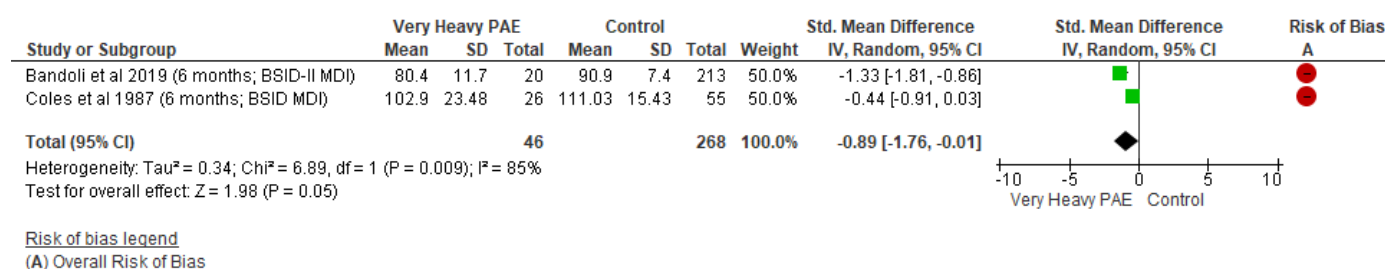 Very Heavy PAE Control Std. Mean Difference Std. Mean Difference Risk of Bias
Study or Subgroup Mean SD Total Mean SD Total Weight IV, Random, 95% CI IV, Random, 95% CI A
Bandoli et al 2019 (6 months; BSID-II MDI) 80.4 11.7 20 90.9 7.4 213 50.0% -1.33 [-1.81, -0.86]
Coles et al 1987 (6 months; BSID MDI) 102.9 23.48 26 111.03 15.43 55 50.0% -0.44 [-0.91, 0.03]
Total (95% CI) 46 268 100.0% -0.89 [-1.76, -0.01]
Heterogeneity: Tau² = 0.34; Chi² = 6.89, df = 1 (P = 0.009); I² = 85%
Test for overall effect: Z = 1.98 (P = 0.05)
-10 -5 0 5 10
Very Heavy PAE Control
Risk of bias legend
(A) Overall Risk of Bias